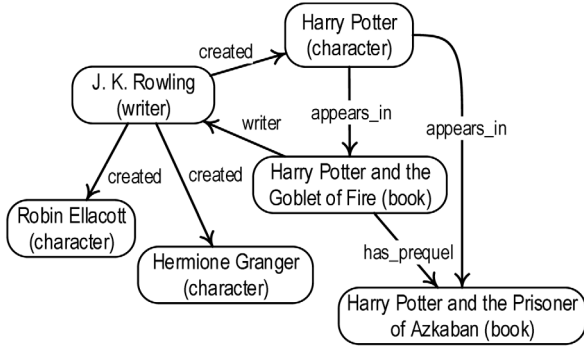 Harry Potter
(character)
created
J. K. Rowling
(writer)
appears_in
writer
appears_in
created
created
Harry Potter and the
Goblet of Fire (book)
Robin Ellacott
(character)
Hermione Granger
(character)
has_prequel
Harry Potter and the Prisoner
of Azkaban (book)